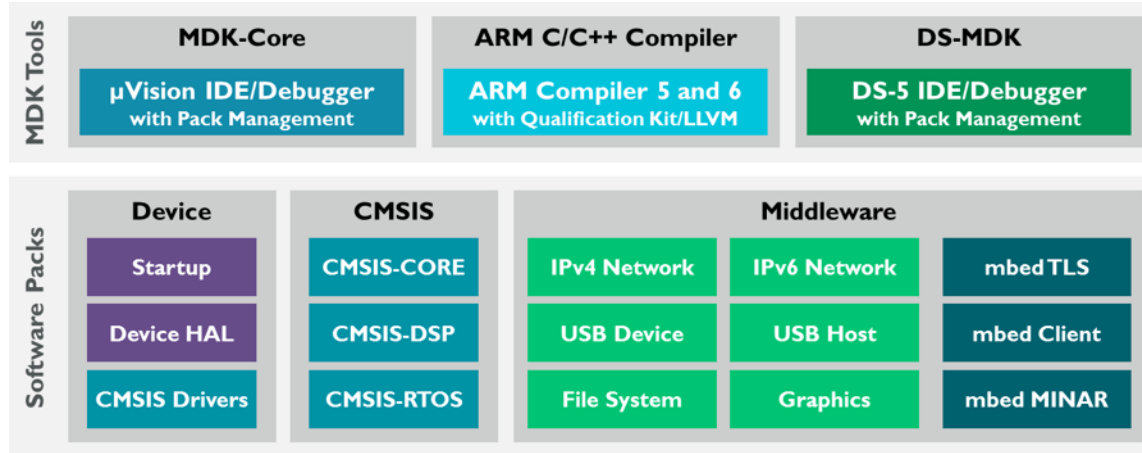 MDK Tools
MDK-Core
µVision IDE/Debugger
with Pack Management
ARM C/C++ Compiler
ARM Compiler 5 and 6
with Qualification Kit/LLVM
DS-MDK
DS-5 IDE/Debugger
with Pack Management
Software Packs
Device
Startup
Device HAL
CMSIS Drivers
CMSIS
CMSIS-CORE
CMSIS-DSP
CMSIS-RTOS
Middleware
IPv4 Network
IPv6 Network
mbed TLS
USB Device
USB Host
mbed Client
File System
Graphics
mbed MINAR